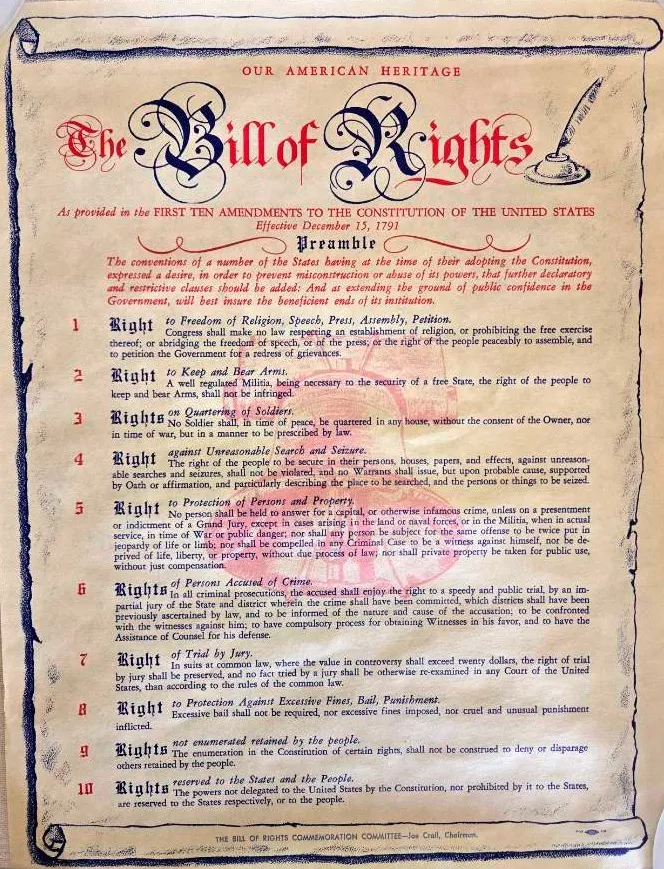 OUR AMERICAN HERITAGE
The Bill of Rights
As provided in the FIRST TEN AMENDMENTS TO THE CONSTITUTION OF THE UNITED STATES
Effective December 15, 1791
Preamble
The conventions of a number of the States having at the time of their adopting the Constitution,
expressed a desire, in order to prevent misconstruction or abuse of its powers, that further declaratory
and restrictive clauses should be added: And as extending the ground of public confidence in the
Government, will best insure the beneficient ends of its institution.
1 Right to Freedom of Religion, Speech, Press, Assembly, Petition.
Congress shall make no law respecting an establishment of religion, or prohibiting the free exercise
thereof; or abridging the freedom of speech, or of the press; or the right of the people peaceably to assemble, and
to petition the Government for a redress of grievances.
2 Right to Keep and Bear Arms.
A well regulated Militia, being necessary to the security of a free State, the right of the people to
keep and bear Arms, shall not be infringed.
3 Rights on Quartering of Soldiers.
No Soldier shall, in time of peace, be quartered in any house, without the consent of the Owner, nor
in time of war, but in a manner to be prescribed by law.
4 Right against Unreasonable Search and Seizure.
The right of the people to be secure in their persons, houses, papers, and effects, against unreason-
able searches and seizures, shall not be violated, and no Warrants shall issue, but upon probable cause, supported
by Oath or affirmation, and particularly describing the place to be searched, and the persons or things to be seized.
5 Right to Protection of Persons and Property.
No person shall be held to answer for a capital, or otherwise infamous crime, unless on a presentment
or indictment of a Grand Jury, except in cases arising in the land or naval forces, or in the Militia, when in actual
service, in time of War or public danger; nor shall any person be subject for the same offense to be twice put in
jeopardy of life or limb; nor shall be compelled in any Criminal Case to be a witness against himself, nor be de-
prived of life, liberty, or property, without due process of law; nor shall private property be taken for public use,
without just compensation.
6 Rights of Persons Accused of Crime.
In all criminal prosecutions, the accused shall enjoy the right to a speedy and public trial, by an im-
partial jury of the State and district wherein the crime shall have been committed, which districts shall have been
previously ascertained by law, and to be informed of the nature and cause of the accusation; to be confronted
with the witnesses against him; to have compulsory process for obtaining Witnesses in his favor, and to have the
Assistance of Counsel for his defense.
7 Right of Trial by Jury.
In suits at common law, where the value in controversy shall exceed twenty dollars, the right of trial
by jury shall be preserved, and no fact tried by a jury shall be otherwise re-examined in any Court of the United
States, than according to the rules of the common law.
8 Right to Protection Against Excessive Fines, Bail, Punishment.
Excessive bail shall not be required, nor excessive fines imposed, nor cruel and unusual punishment
inflicted.
9 Rights not enumerated retained by the people.
The enumeration in the Constitution of certain rights, shall not be construed to deny or disparage
others retained by the people.
10 Rights reserved to the States and the People.
The powers not delegated to the United States by the Constitution, nor prohibited by it to the States,
are reserved to the States respectively, or to the people.
THE BILL OF RIGHTS COMMEMORATION COMMITTEE—Joe Crail, Chairman.